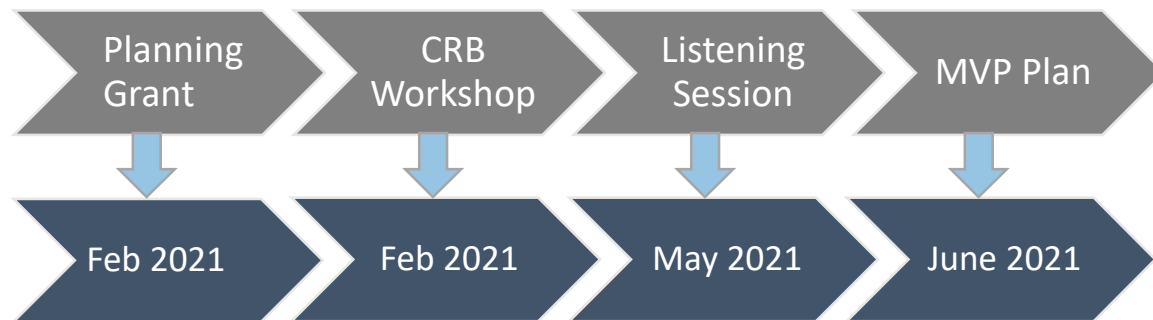 Planning
Grant
CRB
Workshop
Listening
Session
MVP Plan
Feb 2021
Feb 2021
May 2021
June 2021